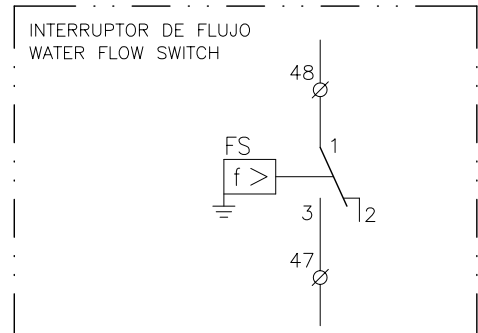 INTERRUPTOR DE FLUJO
WATER FLOW SWITCH
48
FS
1
f >
3
2
47